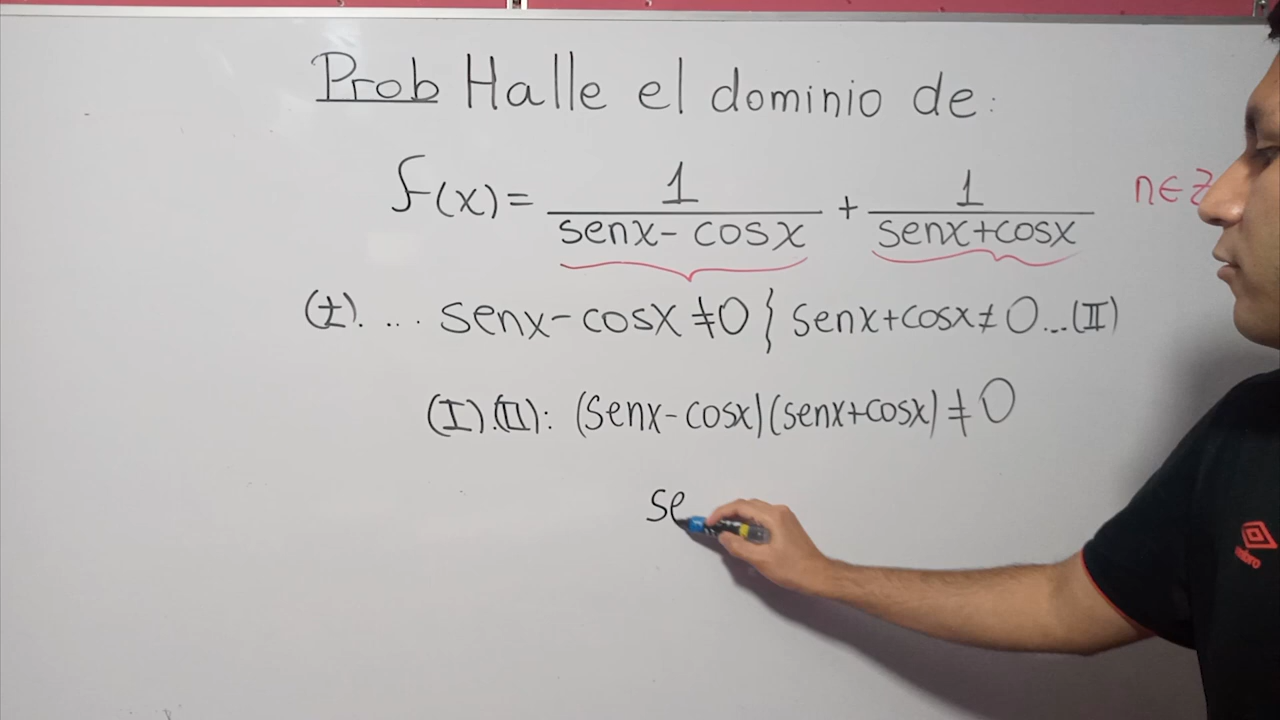 Prob Halle el dominio de:
f(x) = 1/(senx - cosx) + 1/(senx+cosx) n∈Z
(I). ... senx - cosx ≠ 0 } senx+cosx ≠ 0...(II)
(I).(II): (senx - cosx)(senx+cosx) ≠ 0
se
umbro